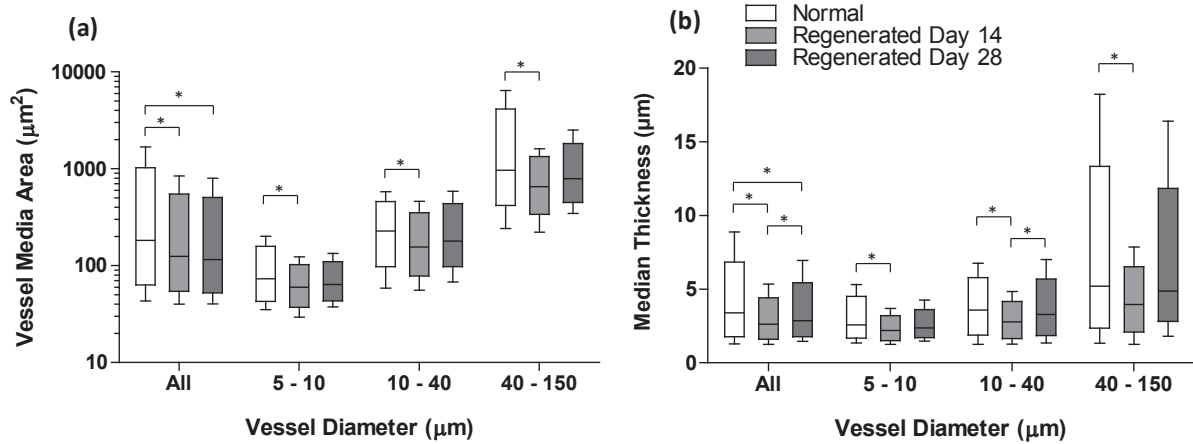 (a)
Vessel Media Area (μm²)
10000
1000
100
10
*
*
*
*
*
All
5 - 10
10 - 40
40 - 150
Vessel Diameter (μm)
(b)
Normal
Regenerated Day 14
Regenerated Day 28
Median Thickness (μm)
20
15
10
5
0
*
*
*
*
*
*
*
All
5 - 10
10 - 40
40 - 150
Vessel Diameter (μm)